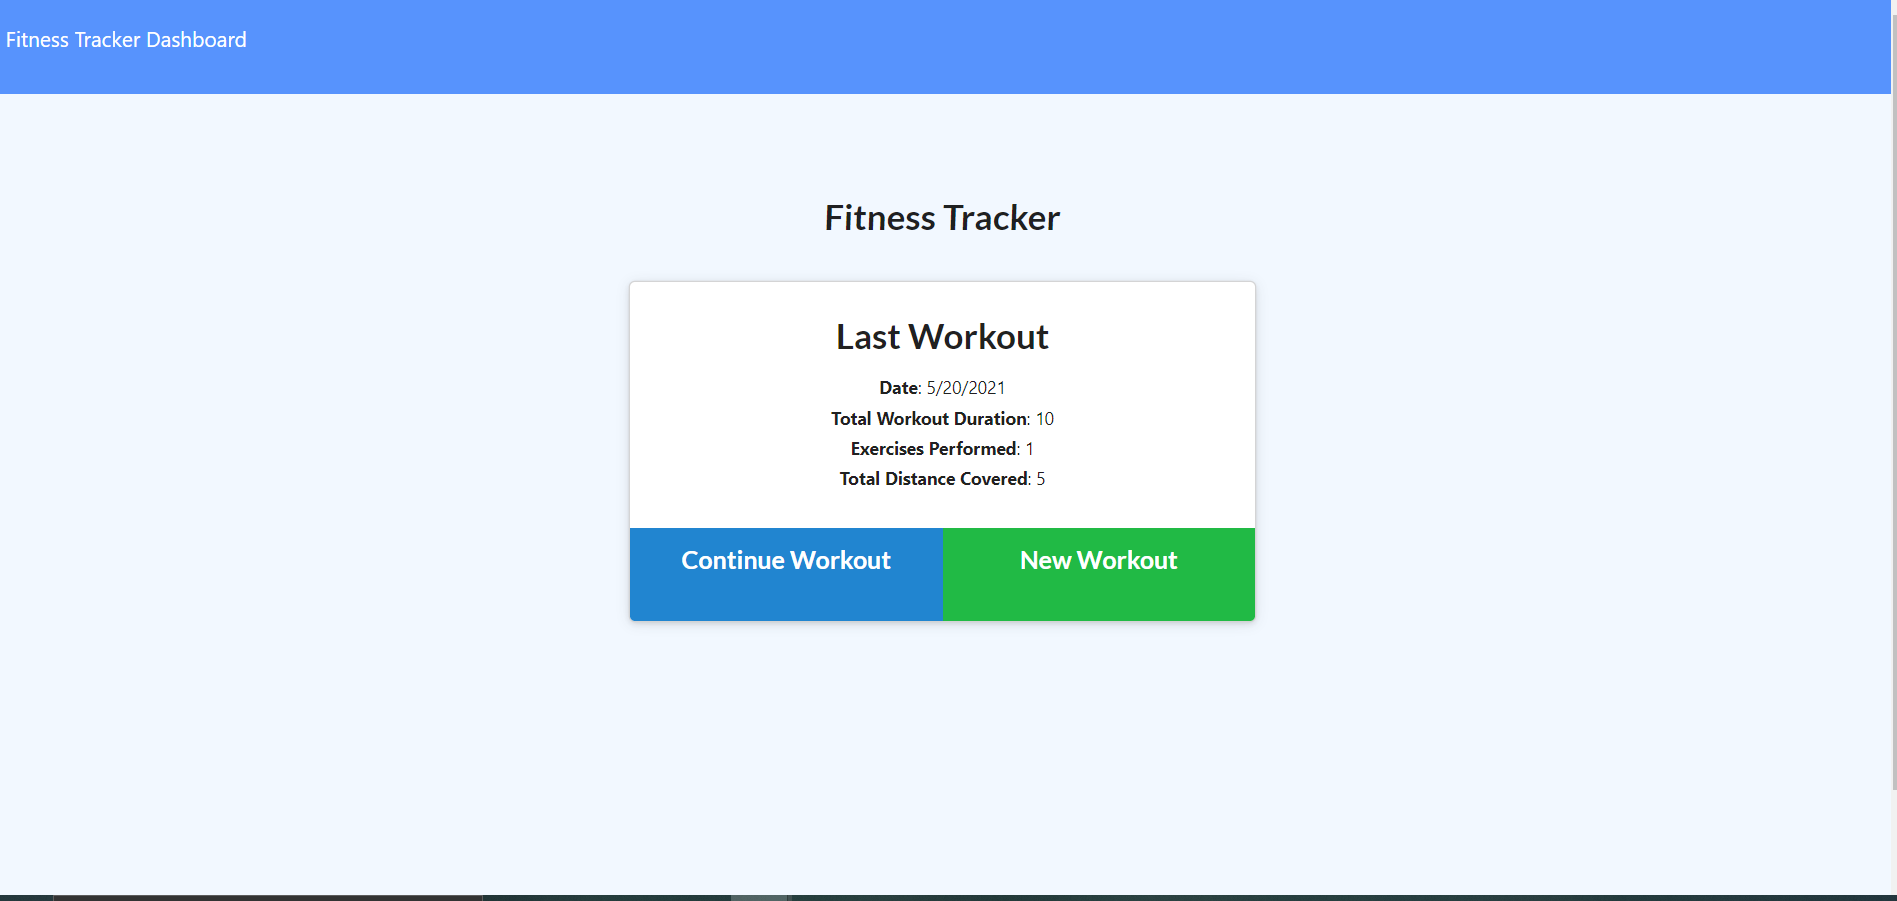 Fitness Tracker Dashboard
Fitness Tracker
Last Workout
Date: 5/20/2021
Total Workout Duration: 10
Exercises Performed: 1
Total Distance Covered: 5
Continue Workout
New Workout